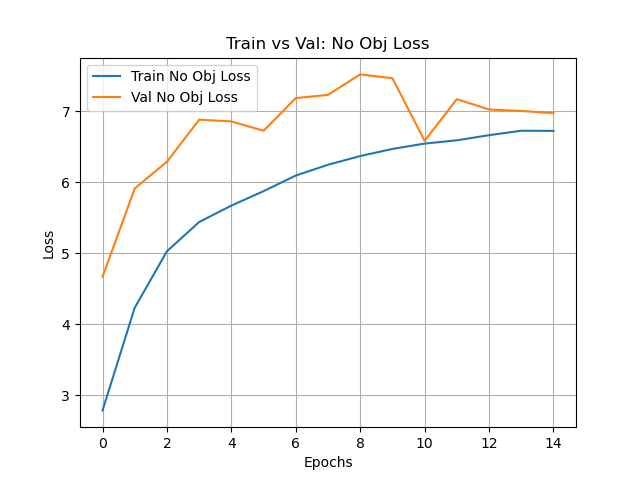 Train vs Val: No Obj Loss
Train No Obj Loss
Val No Obj Loss
7
6
5
4
3
Loss
0 2 4 6 8 10 12 14
Epochs